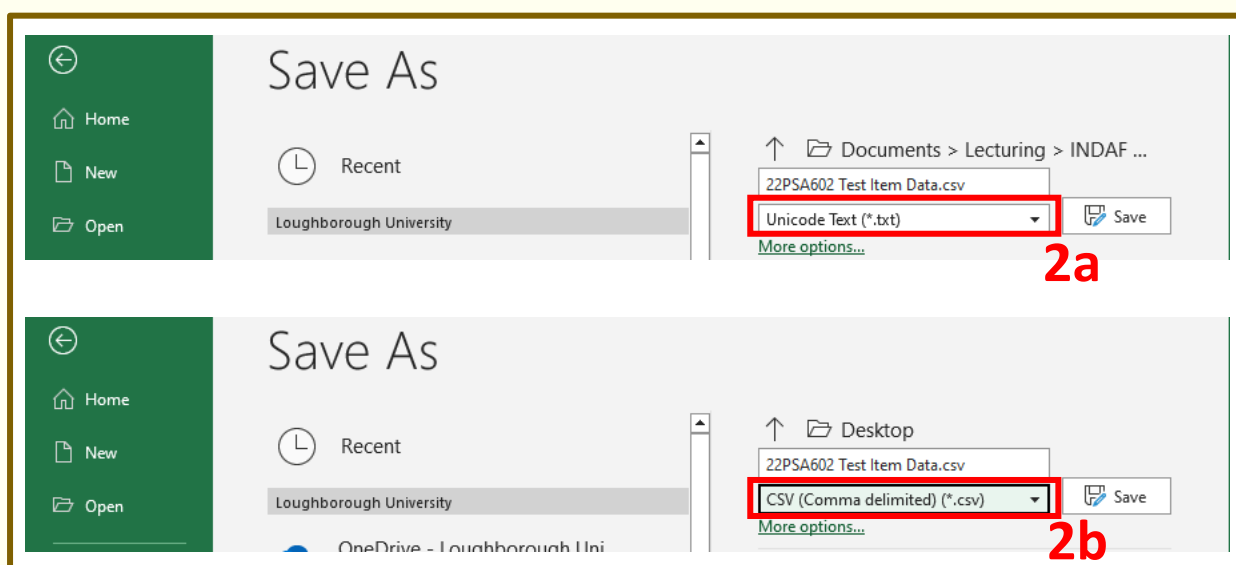 Save As
Home
New
Open
Recent
Loughborough University
Documents > Lecturing > INDAF ...
22PSA602 Test Item Data.csv
Unicode Text (*.txt)
Save
More options...
2a
Save As
Home
New
Open
Recent
Loughborough University
OneDrive - Loughborough Uni
Desktop
22PSA602 Test Item Data.csv
CSV (Comma delimited) (*.csv)
Save
More options...
2b